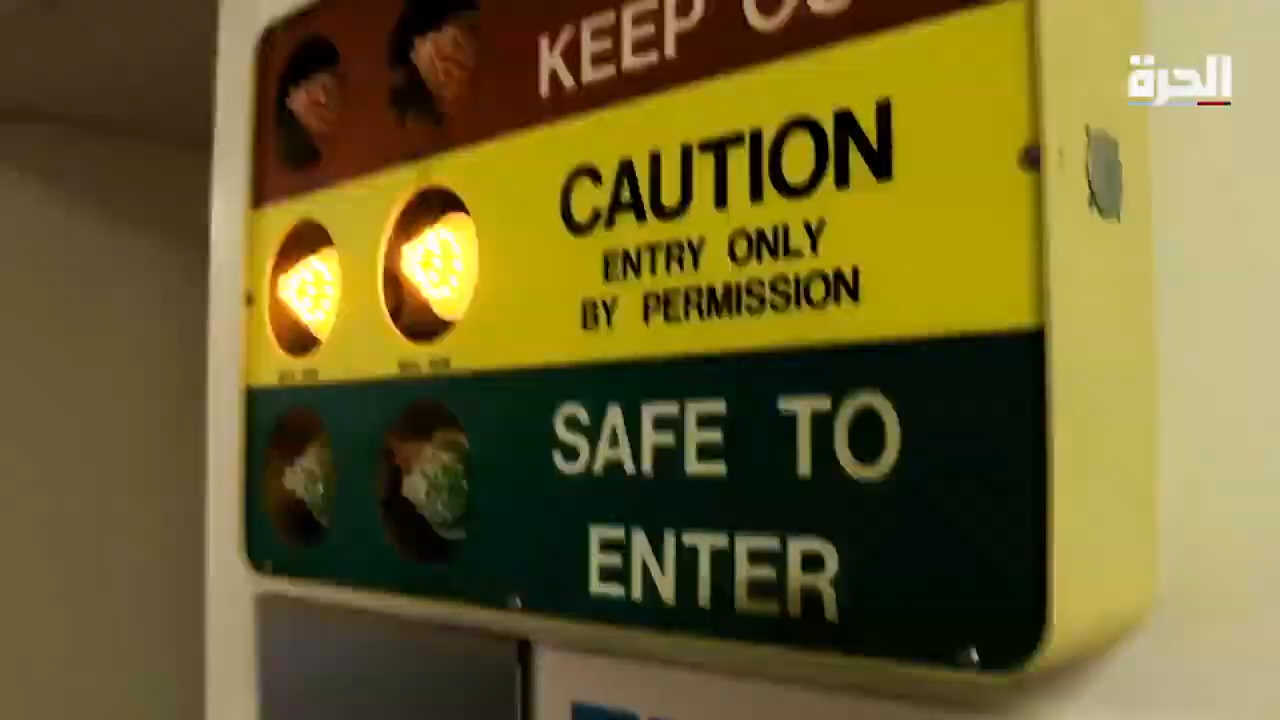 KEEP
الحرة
CAUTION
ENTRY ONLY
BY PERMISSION
SAFE TO
ENTER